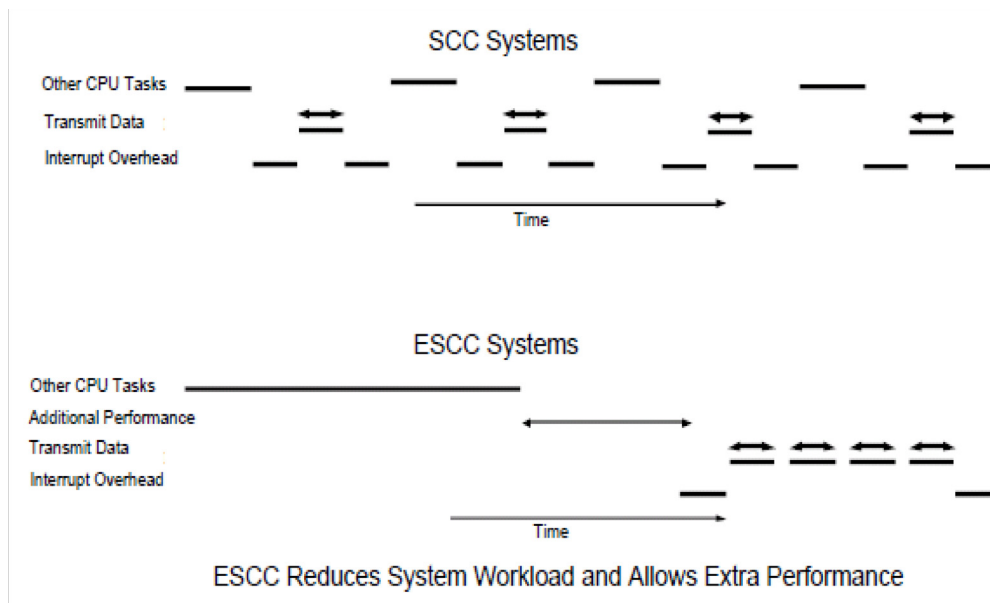 SCC Systems
Other CPU Tasks
Transmit Data
Interrupt Overhead
Time
ESCC Systems
Other CPU Tasks
Additional Performance
Transmit Data
Interrupt Overhead
Time
ESCC Reduces System Workload and Allows Extra Performance